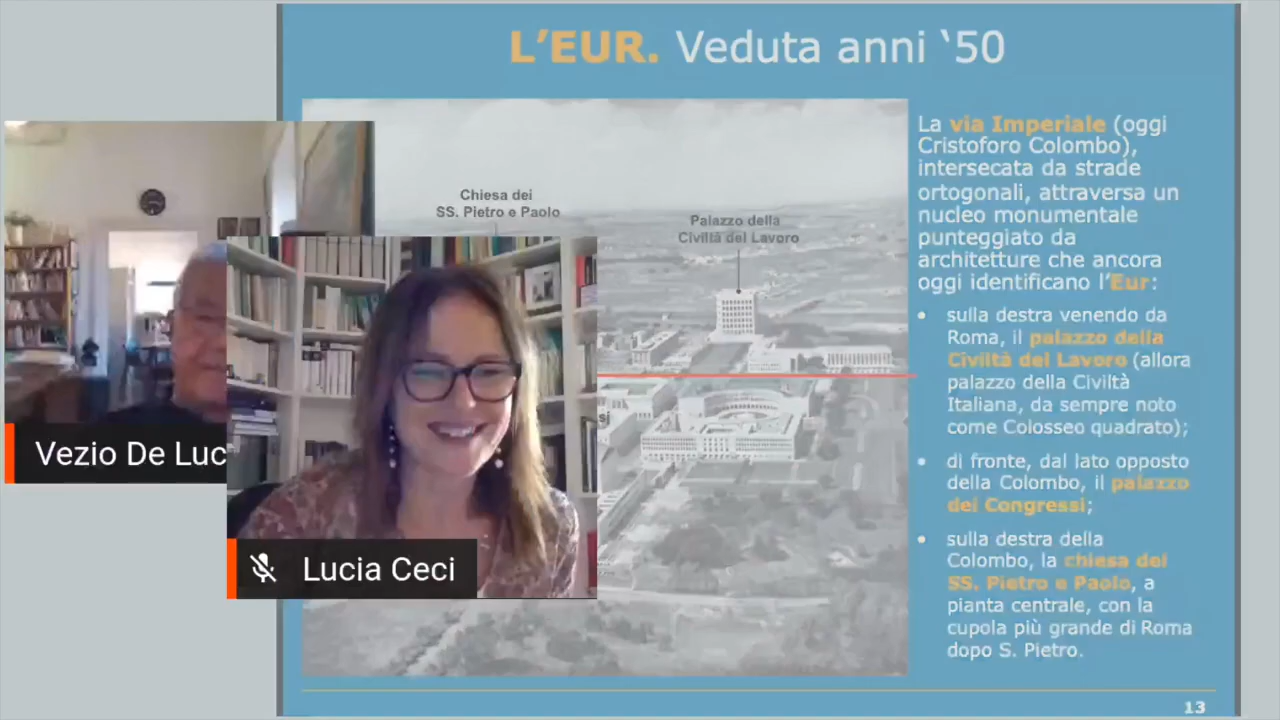 L'EUR. Veduta anni ‘50
Chiesa dei
SS. Pietro e Paolo
Palazzo della
Civiltà del Lavoro
La via Imperiale (oggi
Cristoforo Colombo),
intersecata da strade
ortogonali, attraversa un
nucleo monumentale
punteggiato da
architetture che ancora
oggi identificano l'Eur:
• sulla destra venendo da
Roma, il palazzo della
Civiltà del Lavoro (allora
palazzo della Civiltà
Italiana, da sempre noto
come Colosseo quadrato);
• di fronte, dal lato opposto
della Colombo, il palazzo
dei Congressi;
• sulla destra della
Colombo, la chiesa dei
SS. Pietro e Paolo, a
pianta centrale, con la
cupola più grande di Roma
dopo S. Pietro.
Vezio De Luc
Lucia Ceci
13